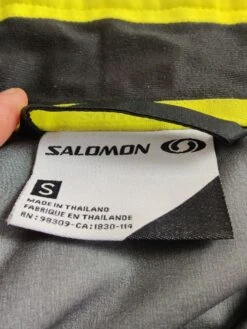 SALOMON
S
MADE IN THAILAND
FABRIQUE EN THAILANDE
RN: 98309-CA:1830-114